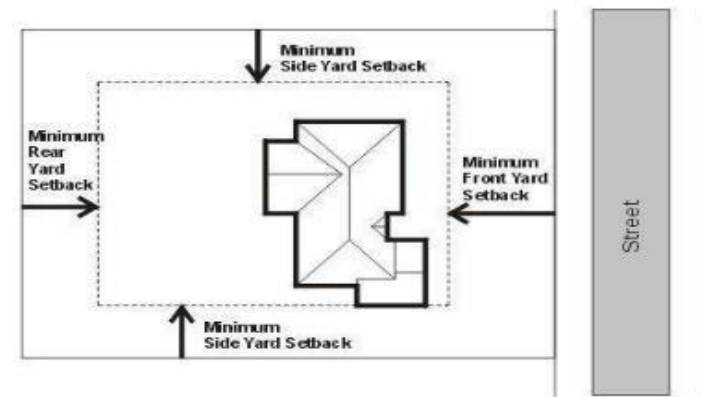 Minimum
Side Yard Setback
Minimum
Rear
Yard
Setback
Minimum
Front Yard
Setback
Street
Minimum
Side Yard Setback